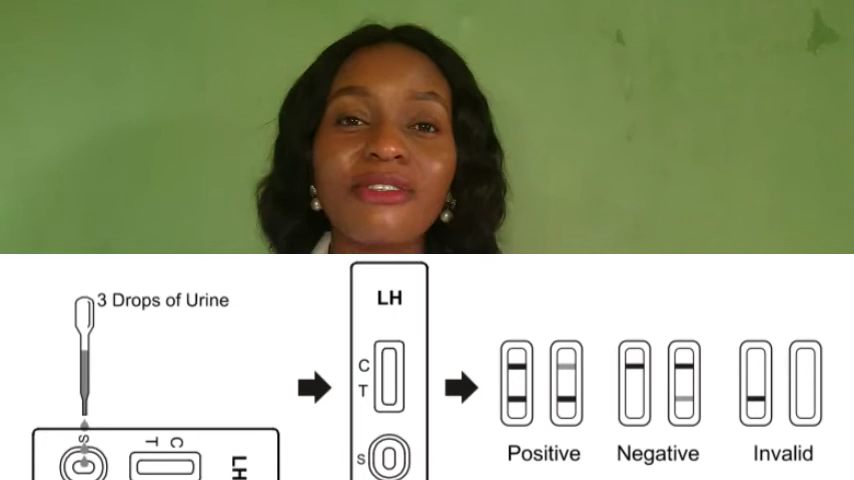 3 Drops of Urine
S
T C
LH
LH
C
T
S
Positive Negative Invalid